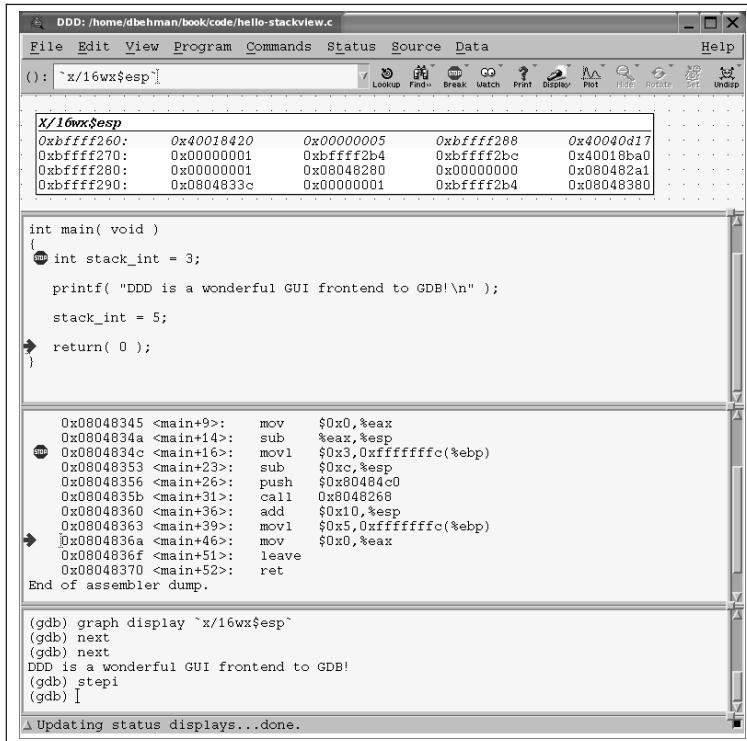 DDD: /home/dbehman/book/code/hello-stackview.c
File Edit View Program Commands Status Source Data Help
(): `x/16wx$esp`
Lookup Find» Break Watch Print Display Plot Hide Rotate Set Undisp
X/16wx$esp
0xbffff260: 0x40018420 0x00000005 0xbffff288 0x40040d17
0xbffff270: 0x00000001 0xbffff2b4 0xbffff2bc 0x40018ba0
0xbffff280: 0x00000001 0x08048280 0x00000000 0x080482a1
0xbffff290: 0x0804833c 0x00000001 0xbffff2b4 0x08048380
int main( void )
{
STOP int stack_int = 3;
printf( "DDD is a wonderful GUI frontend to GDB!\n" );
stack_int = 5;
return( 0 );
}
0x08048345 <main+9>: mov $0x0,%eax
0x0804834a <main+14>: sub %eax,%esp
STOP 0x0804834c <main+16>: movl $0x3,0xfffffffc(%ebp)
0x08048353 <main+23>: sub $0xc,%esp
0x08048356 <main+26>: push $0x80484c0
0x0804835b <main+31>: call 0x8048268
0x08048360 <main+36>: add $0x10,%esp
0x08048363 <main+39>: movl $0x5,0xfffffffc(%ebp)
0x0804836a <main+46>: mov $0x0,%eax
0x0804836f <main+51>: leave
0x08048370 <main+52>: ret
End of assembler dump.
(gdb) graph display `x/16wx$esp`
(gdb) next
(gdb) next
DDD is a wonderful GUI frontend to GDB!
(gdb) stepi
(gdb)
Updating status displays...done.